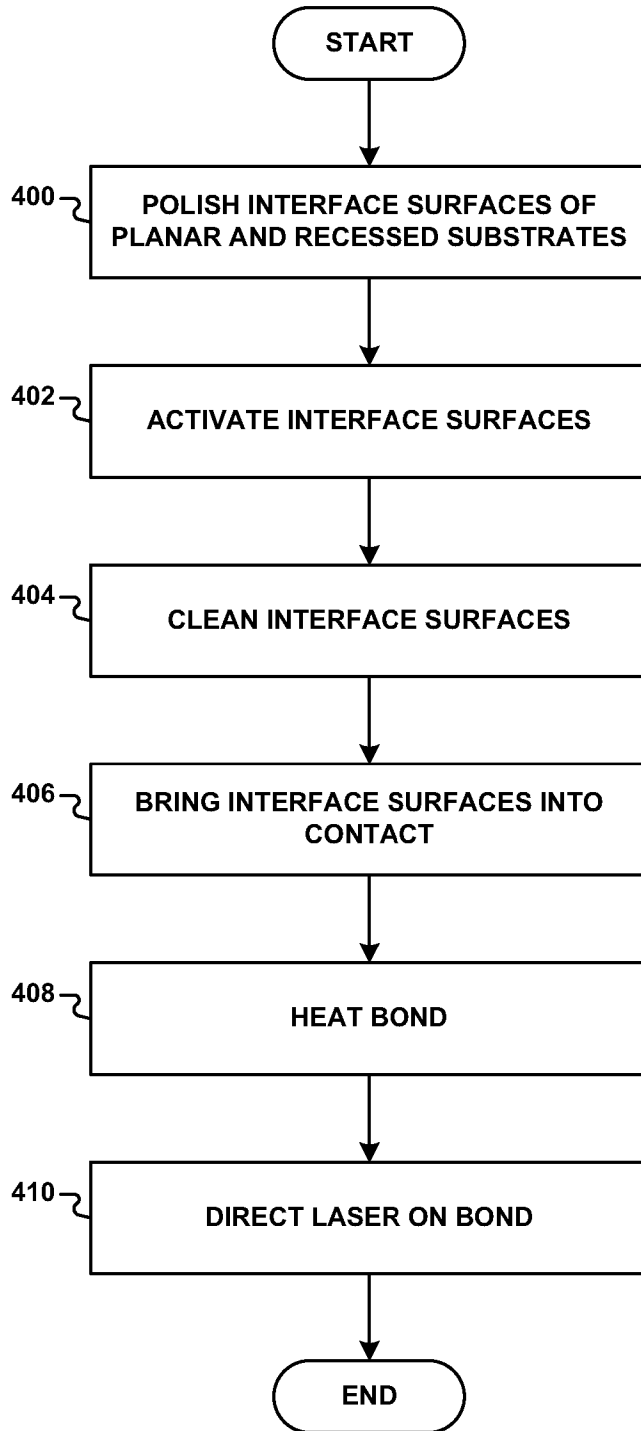 START
400
POLISH INTERFACE SURFACES OF
PLANAR AND RECESSED SUBSTRATES
402
ACTIVATE INTERFACE SURFACES
404
CLEAN INTERFACE SURFACES
406
BRING INTERFACE SURFACES INTO
CONTACT
408
HEAT BOND
410
DIRECT LASER ON BOND
END